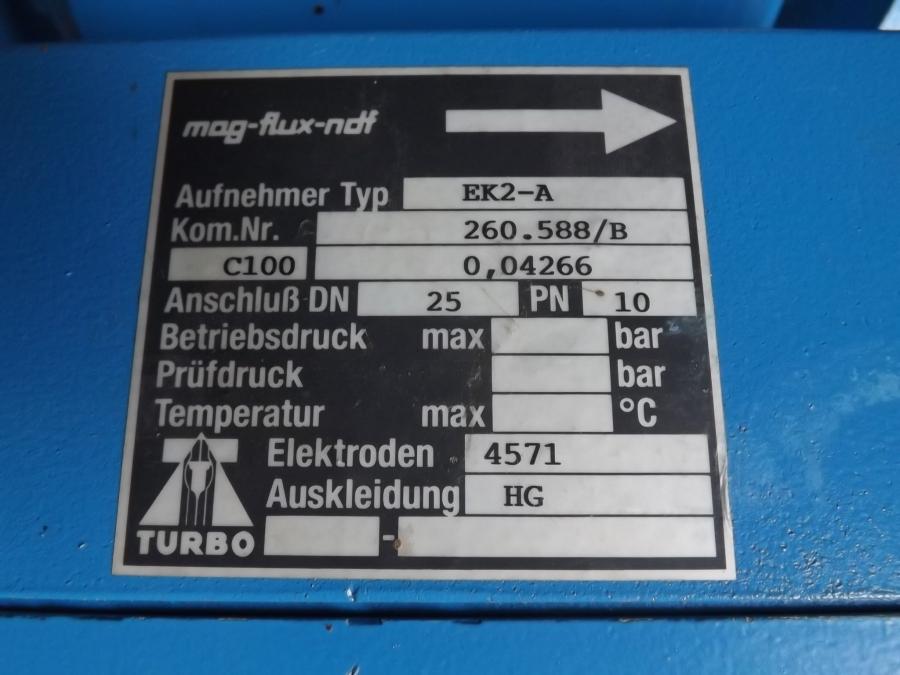 mag-flux-ndf
Aufnehmer Typ EK2-A
Kom.Nr. 260.588/B
C100 0,04266
Anschluß DN 25 PN 10
Betriebsdruck max bar
Prüfdruck bar
Temperatur max °C
Elektroden 4571
Auskleidung HG
TURBO -